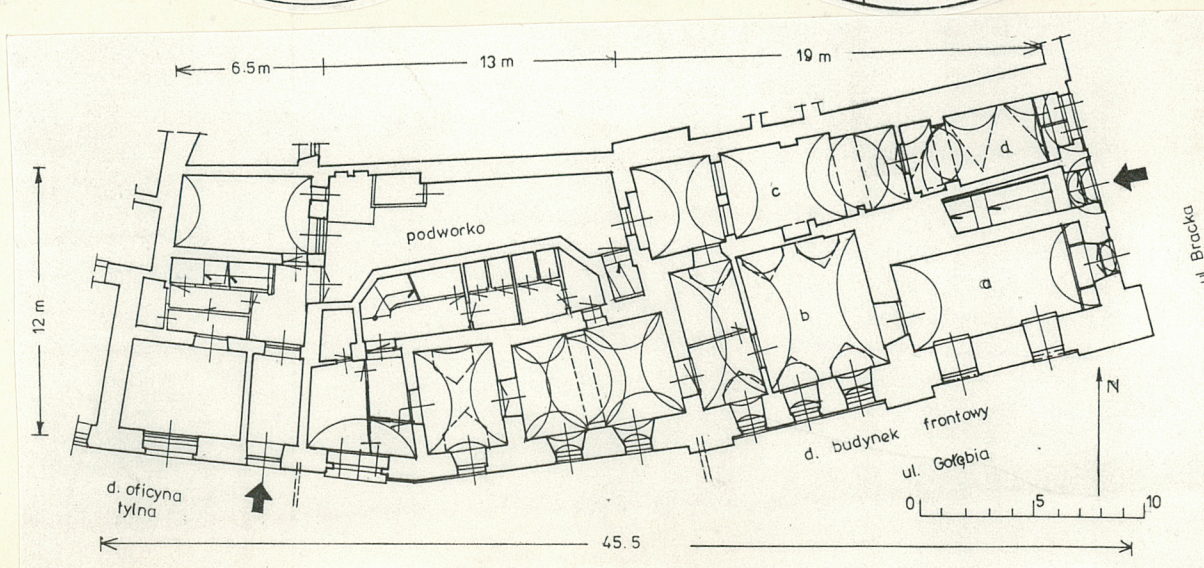 6.5m
13 m
19 m
12 m
podworko
c
d
a
b
ul Bracka
N
d. budynek frontowy
ul. Gołębia
d. oficyna
tylna
0 5 10
45.5